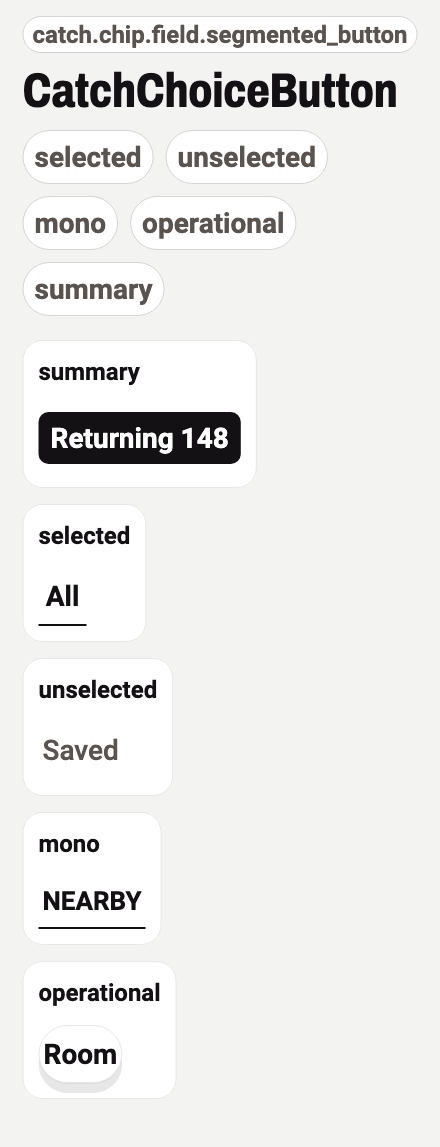 catch.chip.field.segmented_button
CatchChoiceButton
selected unselected
mono operational
summary
summary
Returning 148
selected
All
unselected
Saved
mono
NEARBY
operational
Room